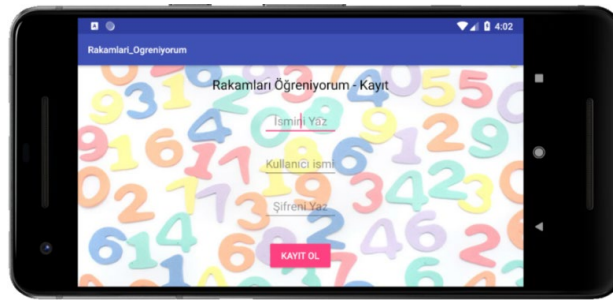 4:02
Rakamlari_Ogreniyorum
Rakamları Öğreniyorum - Kayıt
İsmini Yaz
Kullanıcı ismi
Şifreni Yaz
KAYIT OL